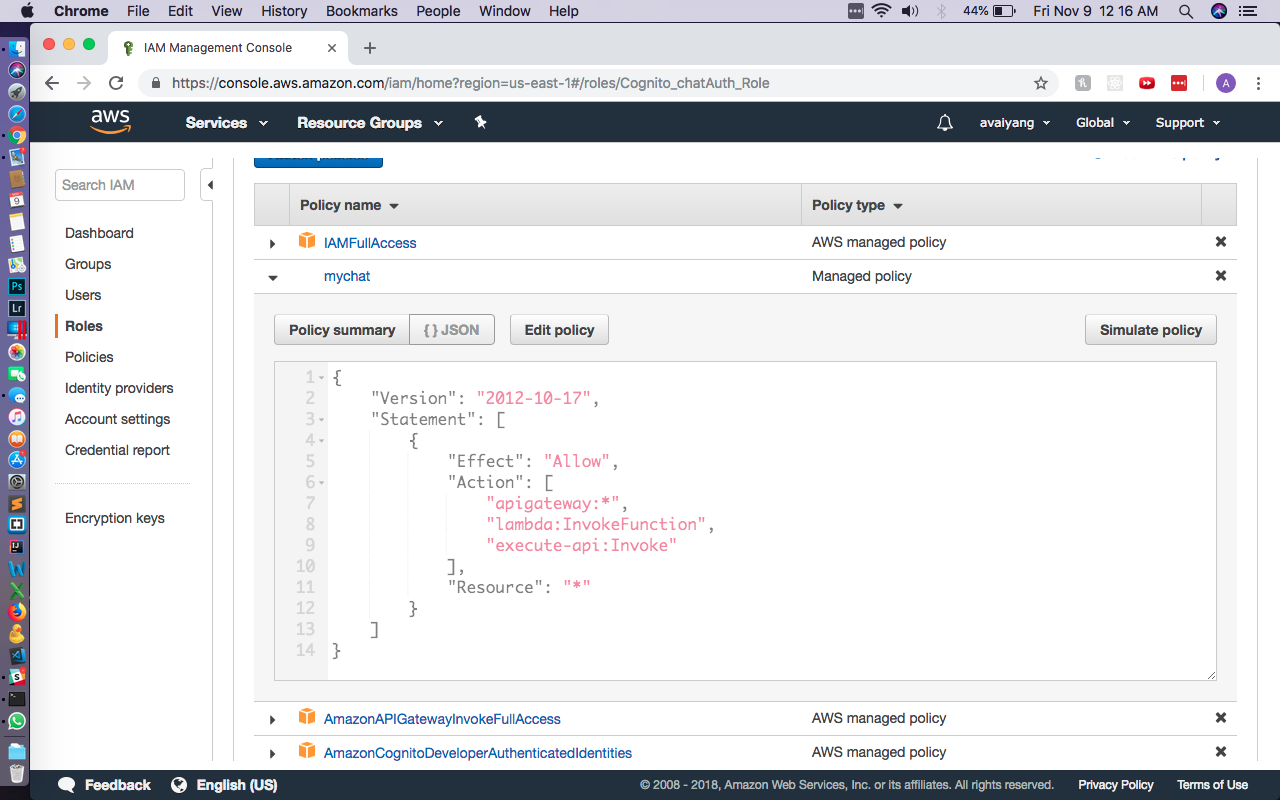 Chrome File Edit View History Bookmarks People Window Help 44% Fri Nov 9 12 16 AM
IAM Management Console
https://console.aws.amazon.com/iam/home?region=us-east-1#/roles/Cognito_chatAuth_Role A
aws Services Resource Groups avaiyang Global Support
Search IAM
Dashboard
Groups
Users
Roles
Policies
Identity providers
Account settings
Credential report
Encryption keys
Policy name Policy type
IAMFullAccess AWS managed policy
mychat Managed policy
Policy summary { } JSON Edit policy Simulate policy
1 {
2 "Version": "2012-10-17",
3 "Statement": [
4 {
5 "Effect": "Allow",
6 "Action": [
7 "apigateway:*",
8 "lambda:InvokeFunction",
9 "execute-api:Invoke"
10 ],
11 "Resource": "*"
12 }
13 ]
14 }
AmazonAPIGatewayInvokeFullAccess AWS managed policy
AmazonCognitoDeveloperAuthenticatedIdentities AWS managed policy
Feedback English (US) © 2008 - 2018, Amazon Web Services, Inc. or its affiliates. All rights reserved. Privacy Policy Terms of Use
9
Ps
Lr